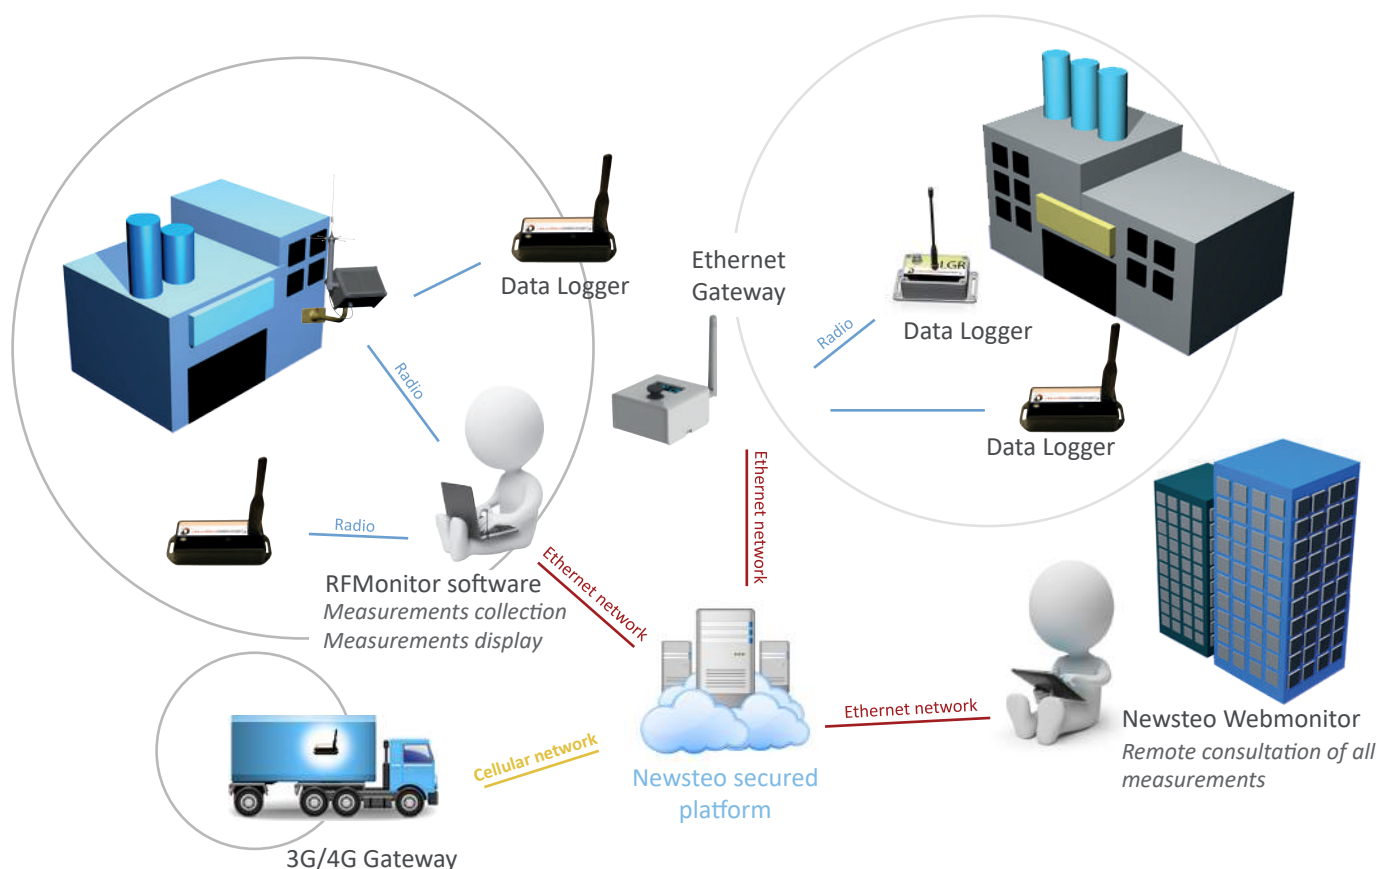 Data Logger
Ethernet
Gateway
LGR
Data Logger
Radio
Radio
Data Logger
Radio
Ethernet network
Ethernet network
RFMonitor software
Measurements collection
Measurements display
Ethernet network
Newsteo Webmonitor
Remote consultation of all
measurements
Cellular network
Newsteo secured
platform
3G/4G Gateway